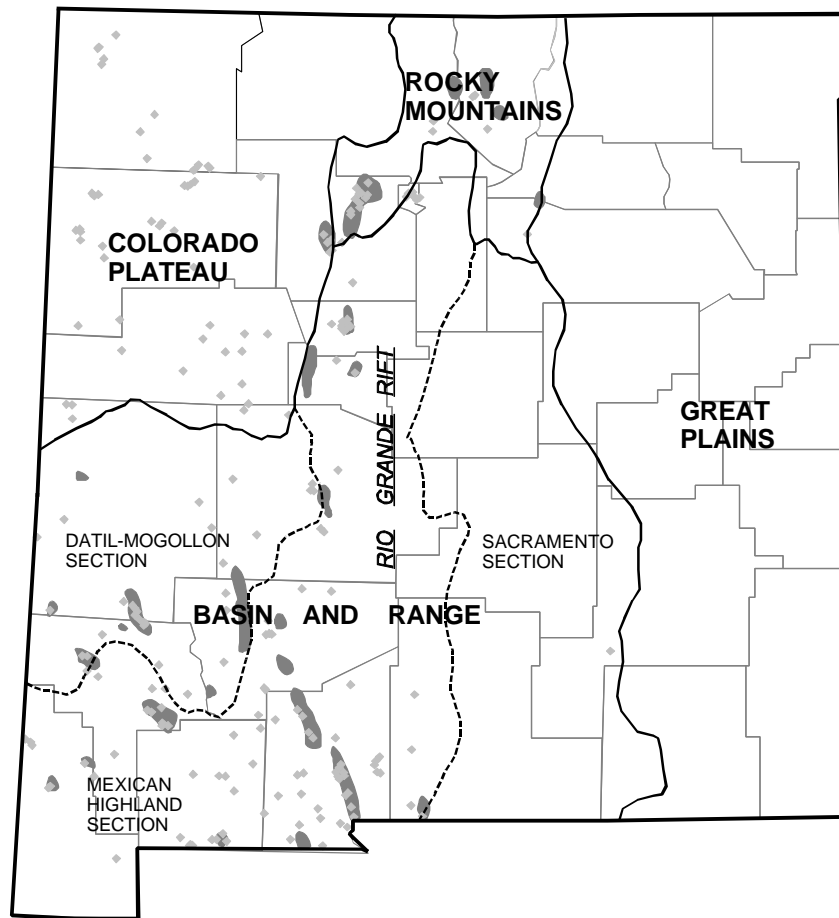 ROCKY
MOUNTAINS
COLORADO
PLATEAU
RIO GRANDE RIFT
GREAT
PLAINS
DATIL-MOGOLLON
SECTION
SACRAMENTO
SECTION
BASIN AND RANGE
MEXICAN
HIGHLAND
SECTION